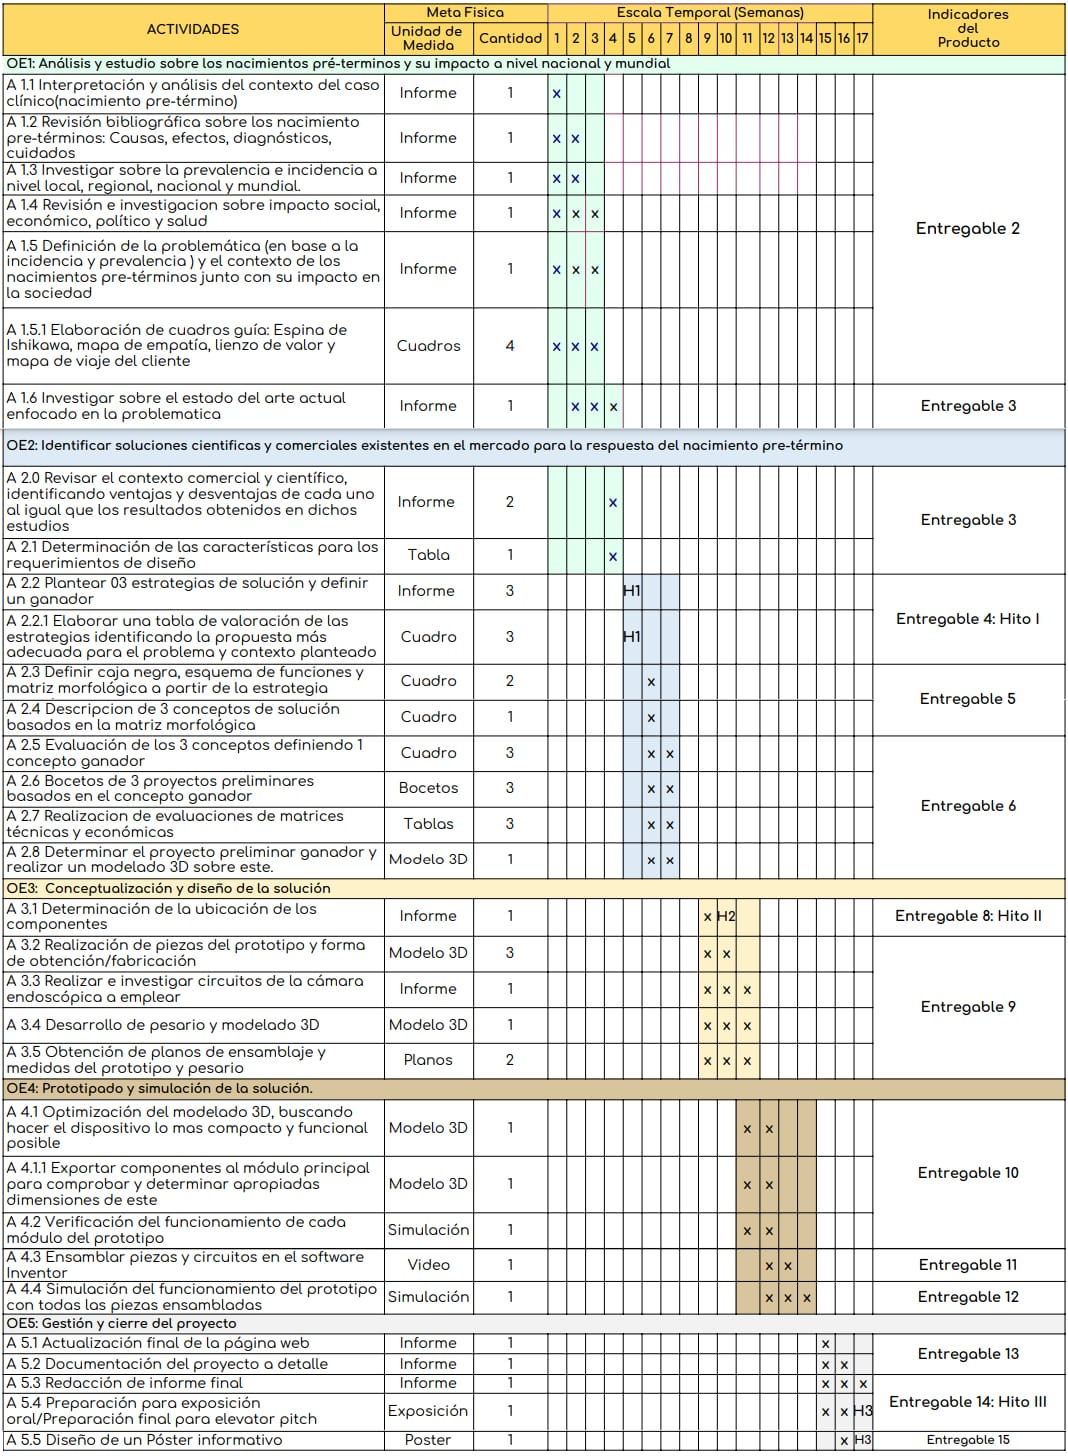 ACTIVIDADES
Meta Fisica
Escala Temporal (Semanas)
Indicadores
del
Producto
Unidad de
Medida
Cantidad
1 2 3 4 5 6 7 8 9 10 11 12 13 14 15 16 17
OE1: Análisis y estudio sobre los nacimientos pré-terminos y su impacto a nivel nacional y mundial
A 1.1 Interpretación y análisis del contexto del caso
clínico(nacimiento pre-término)
Informe
1
x
A 1.2 Revisión bibliográfica sobre los nacimiento
pre-términos: Causas, efectos, diagnósticos,
cuidados
Informe
1
x x
A 1.3 Investigar sobre la prevalencia e incidencia a
nivel local, regional, nacional y mundial.
Informe
1
x x
A 1.4 Revisión e investigacion sobre impacto social,
económico, político y salud
Informe
1
x x x
Entregable 2
A 1.5 Definición de la problemática (en base a la
incidencia y prevalencia ) y el contexto de los
nacimientos pre-términos junto con su impacto en
la sociedad
Informe
1
x x x
A 1.5.1 Elaboración de cuadros guía: Espina de
Ishikawa, mapa de empatía, lienzo de valor y
mapa de viaje del cliente
Cuadros
4
x x x
A 1.6 Investigar sobre el estado del arte actual
enfocado en la problematica
Informe
1
x x x
Entregable 3
OE2: Identificar soluciones cientificas y comerciales existentes en el mercado para la respuesta del nacimiento pre-término
A 2.0 Revisar el contexto comercial y científico,
identificando ventajas y desventajas de cada uno
al igual que los resultados obtenidos en dichos
estudios
Informe
2
x
Entregable 3
A 2.1 Determinación de las características para los
requerimientos de diseño
Tabla
1
x
A 2.2 Plantear 03 estrategias de solución y definir
un ganador
Informe
3
H1
Entregable 4: Hito I
A 2.2.1 Elaborar una tabla de valoración de las
estrategias identificando la propuesta más
adecuada para el problema y contexto planteado
Cuadro
3
H1
A 2.3 Definir caja negra, esquema de funciones y
matriz morfológica a partir de la estrategia
Cuadro
2
x
Entregable 5
A 2.4 Descripcion de 3 conceptos de solución
basados en la matriz morfológica
Cuadro
1
x
A 2.5 Evaluación de los 3 conceptos definiendo 1
concepto ganador
Cuadro
3
x x
A 2.6 Bocetos de 3 proyectos preliminares
basados en el concepto ganador
Bocetos
3
x x
Entregable 6
A 2.7 Realizacion de evaluaciones de matrices
técnicas y económicas
Tablas
3
x x
A 2.8 Determinar el proyecto preliminar ganador y
realizar un modelado 3D sobre este.
Modelo 3D
1
x x
OE3:  Conceptualización y diseño de la solución
A 3.1 Determinación de la ubicación de los
componentes
Informe
1
x H2
Entregable 8: Hito II
A 3.2 Realización de piezas del prototipo y forma
de obtención/fabricación
Modelo 3D
3
x x
A 3.3 Realizar e investigar circuitos de la cámara
endoscópica a emplear
Informe
1
x x x
Entregable 9
A 3.4 Desarrollo de pesario y modelado 3D
Modelo 3D
1
x x x
A 3.5 Obtención de planos de ensamblaje y
medidas del prototipo y pesario
Planos
2
x x x
OE4: Prototipado y simulación de la solución.
A 4.1 Optimización del modelado 3D, buscando
hacer el dispositivo lo mas compacto y funcional
posible
Modelo 3D
1
x x
Entregable 10
A 4.1.1 Exportar componentes al módulo principal
para comprobar y determinar apropiadas
dimensiones de este
Modelo 3D
1
x x
A 4.2 Verificación del funcionamiento de cada
módulo del prototipo
Simulación
1
x x
A 4.3 Ensamblar piezas y circuitos en el software
Inventor
Video
1
x x
Entregable 11
A 4.4 Simulación del funcionamiento del prototipo
con todas las piezas ensambladas
Simulación
1
x x x
Entregable 12
OE5: Gestión y cierre del proyecto
A 5.1 Actualización final de la página web
Informe
1
x
Entregable 13
A 5.2 Documentación del proyecto a detalle
Informe
1
x x
A 5.3 Redacción de informe final
Informe
1
x x x
Entregable 14: Hito III
A 5.4 Preparación para exposición
oral/Preparación final para elevator pitch
Exposición
1
x x H3
A 5.5 Diseño de un Póster informativo
Poster
1
x H3
Entregable 15